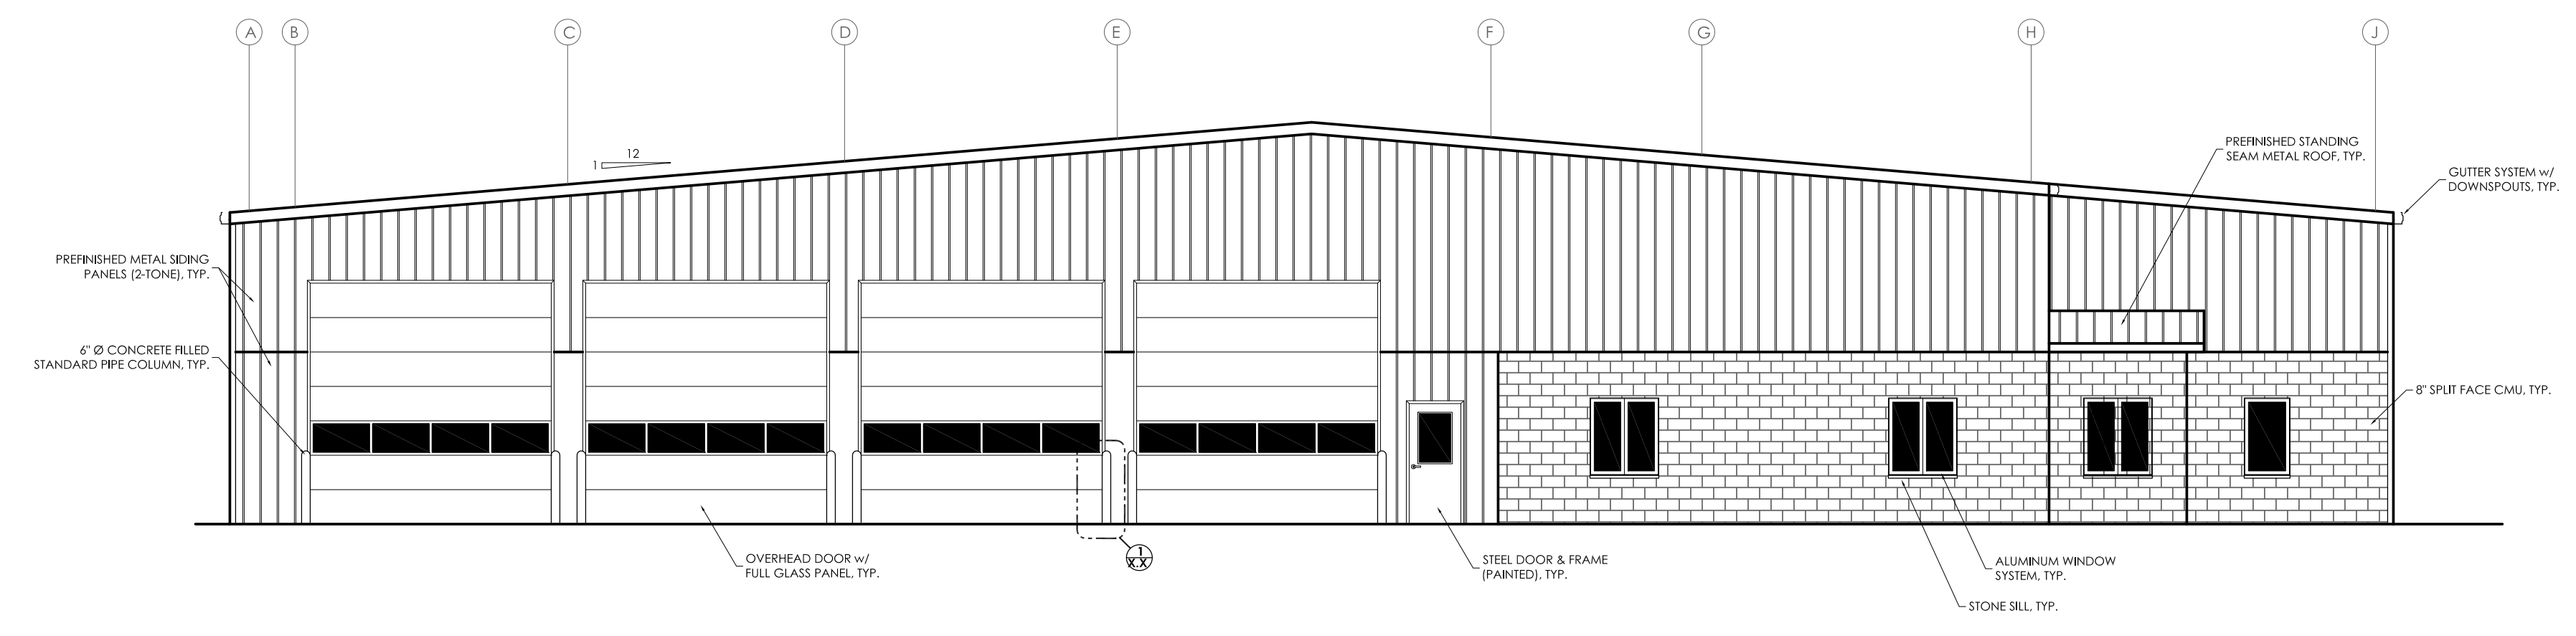 A B C D E F G H J
12
1
PREFINISHED STANDING
SEAM METAL ROOF, TYP.
GUTTER SYSTEM w/
DOWNSPOUTS, TYP.
PREFINISHED METAL SIDING
PANELS (2-TONE), TYP.
6" Ø CONCRETE FILLED
STANDARD PIPE COLUMN, TYP.
8" SPLIT FACE CMU, TYP.
OVERHEAD DOOR w/
FULL GLASS PANEL, TYP.
1
X.X
STEEL DOOR & FRAME
(PAINTED), TYP.
ALUMINUM WINDOW
SYSTEM, TYP.
STONE SILL, TYP.